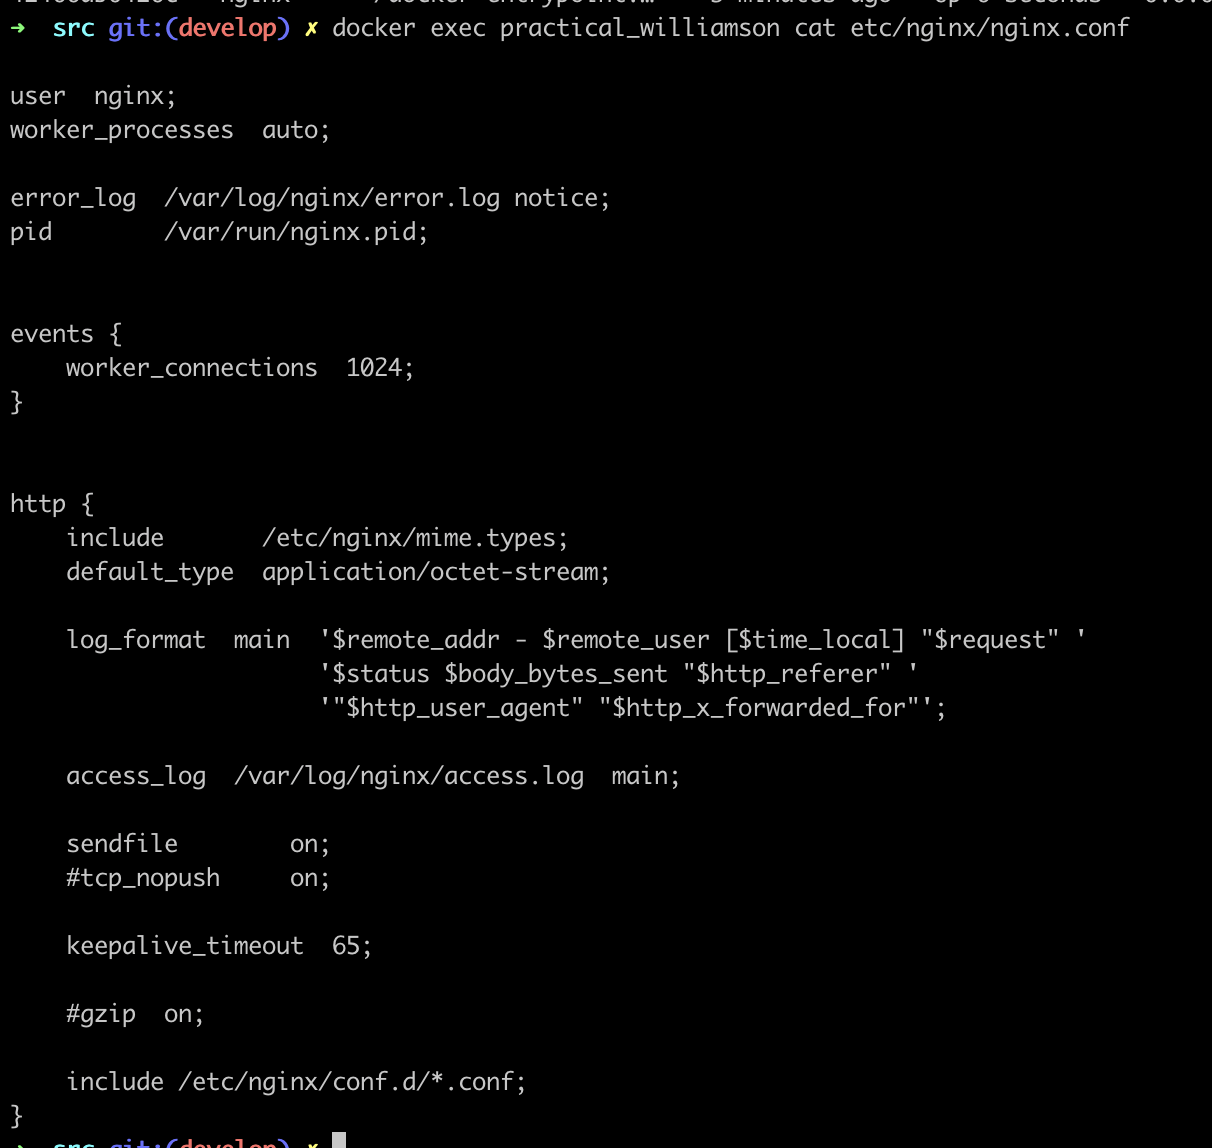 ➜  src git:(develop) ✗ docker exec practical_williamson cat etc/nginx/nginx.conf

user  nginx;
worker_processes  auto;

error_log  /var/log/nginx/error.log notice;
pid        /var/run/nginx.pid;


events {
    worker_connections  1024;
}


http {
    include       /etc/nginx/mime.types;
    default_type  application/octet-stream;

    log_format  main  '$remote_addr - $remote_user [$time_local] "$request" '
                      '$status $body_bytes_sent "$http_referer" '
                      '"$http_user_agent" "$http_x_forwarded_for"';

    access_log  /var/log/nginx/access.log  main;

    sendfile        on;
    #tcp_nopush     on;

    keepalive_timeout  65;

    #gzip  on;

    include /etc/nginx/conf.d/*.conf;
}
➜  src git:(develop) ✗